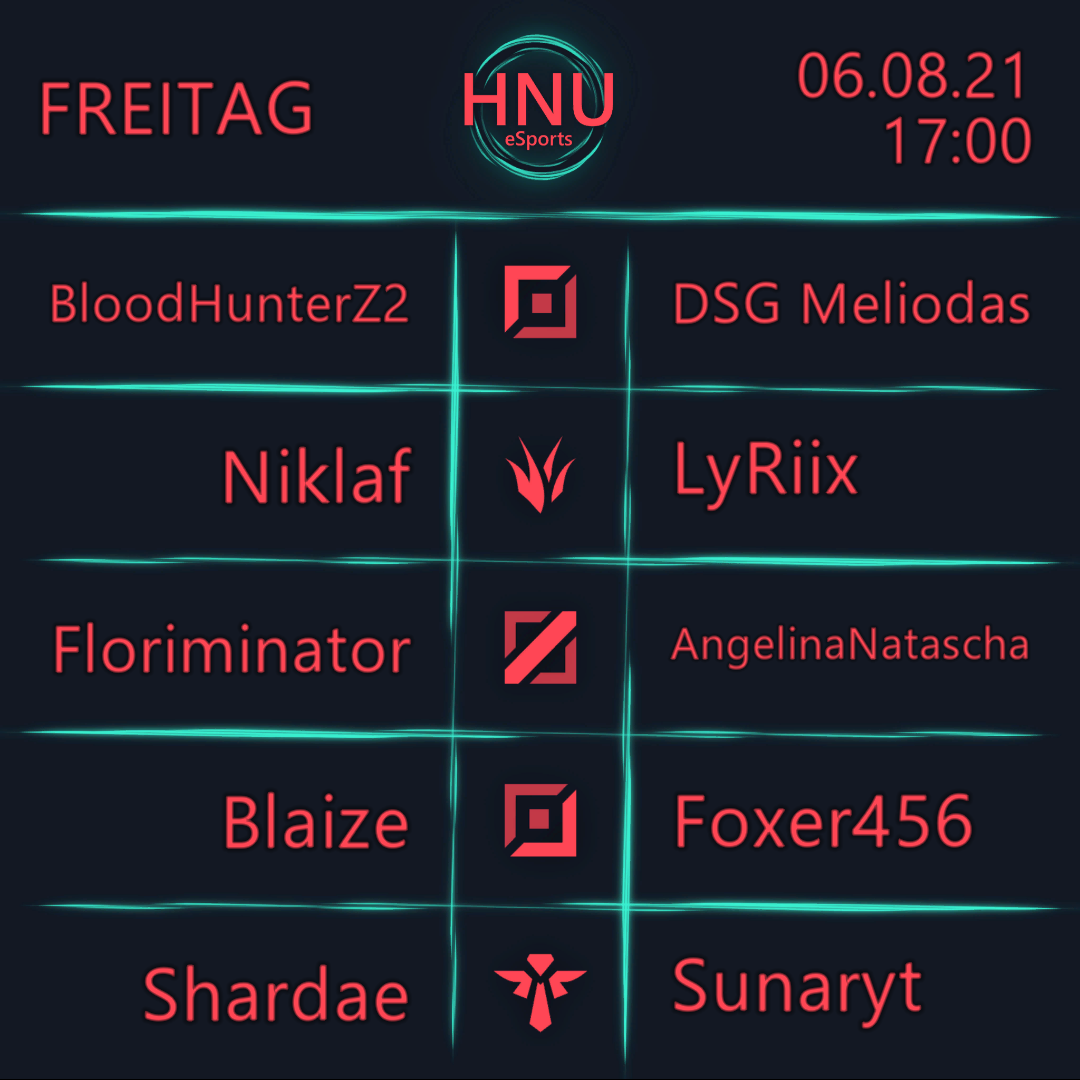 FREITAG
HNU
eSports
06.08.21
17:00
BloodHunterZ2
DSG Meliodas
Niklaf
LyRiix
Floriminator
AngelinaNatascha
Blaize
Foxer456
Shardae
Sunaryt